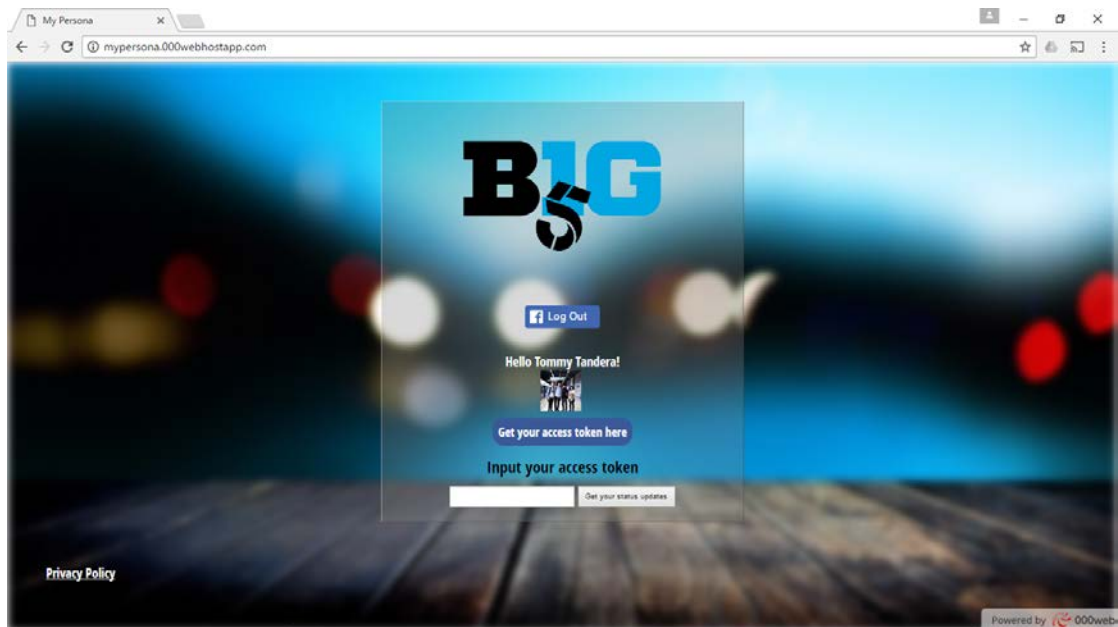 My Persona
mypersona.000webhostapp.com
B1G
5
Log Out
Hello Tommy Tandera!
Get your access token here
Input your access token
Get your status updates
Privacy Policy
Powered by 000web